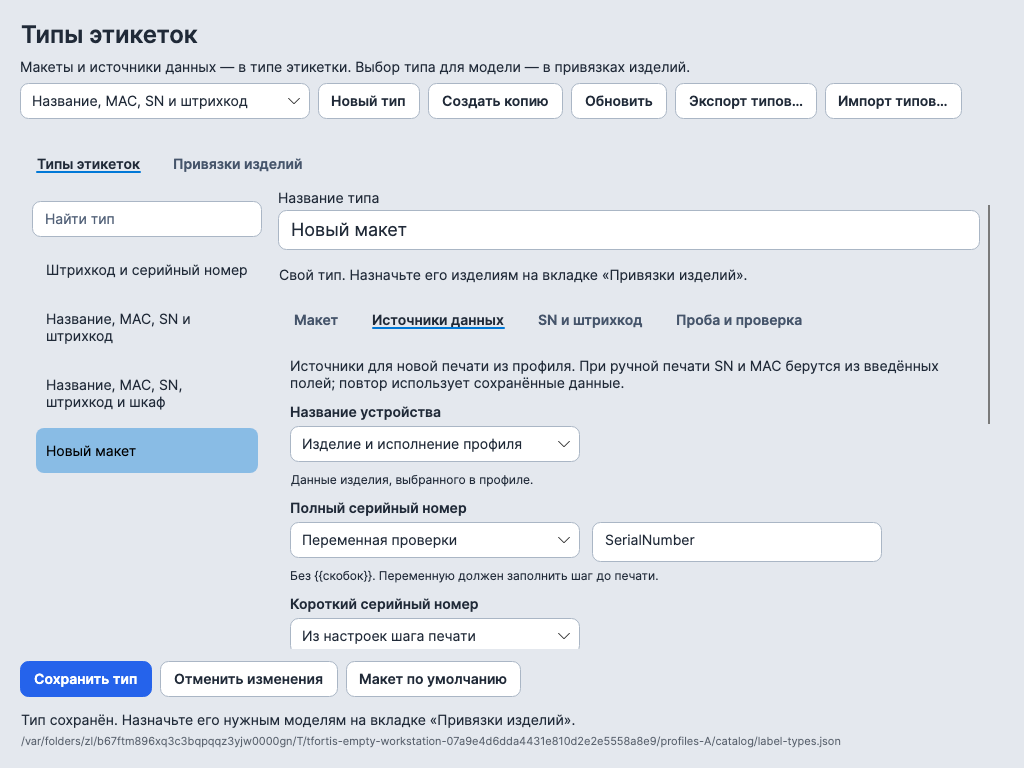 Типы этикеток
Макеты и источники данных — в типе этикетки. Выбор типа для модели — в привязках изделий.
Название, MAC, SN и штрихкод
Новый тип
Создать копию
Обновить
Экспорт типов...
Импорт типов...
Типы этикеток
Привязки изделий
Найти тип
Штрихкод и серийный номер
Название, MAC, SN и
штрихкод
Название, MAC, SN,
штрихкод и шкаф
Новый макет
Название типа
Новый макет
Свой тип. Назначьте его изделиям на вкладке «Привязки изделий».
Макет
Источники данных
SN и штрихкод
Проба и проверка
Источники для новой печати из профиля. При ручной печати SN и MAC берутся из введённых
полей; повтор использует сохранённые данные.
Название устройства
Изделие и исполнение профиля
Данные изделия, выбранного в профиле.
Полный серийный номер
Переменная проверки
SerialNumber
Без {{скобок}}. Переменную должен заполнить шаг до печати.
Короткий серийный номер
Из настроек шага печати
Сохранить тип
Отменить изменения
Макет по умолчанию
Тип сохранён. Назначьте его нужным моделям на вкладке «Привязки изделий».
/var/folders/zl/b67ftm896xq3c3bqpqqz3yjw0000gn/T/tfortis-empty-workstation-07a9e4d6dda4431e810d2e2e5558a8e9/profiles-A/catalog/label-types.json